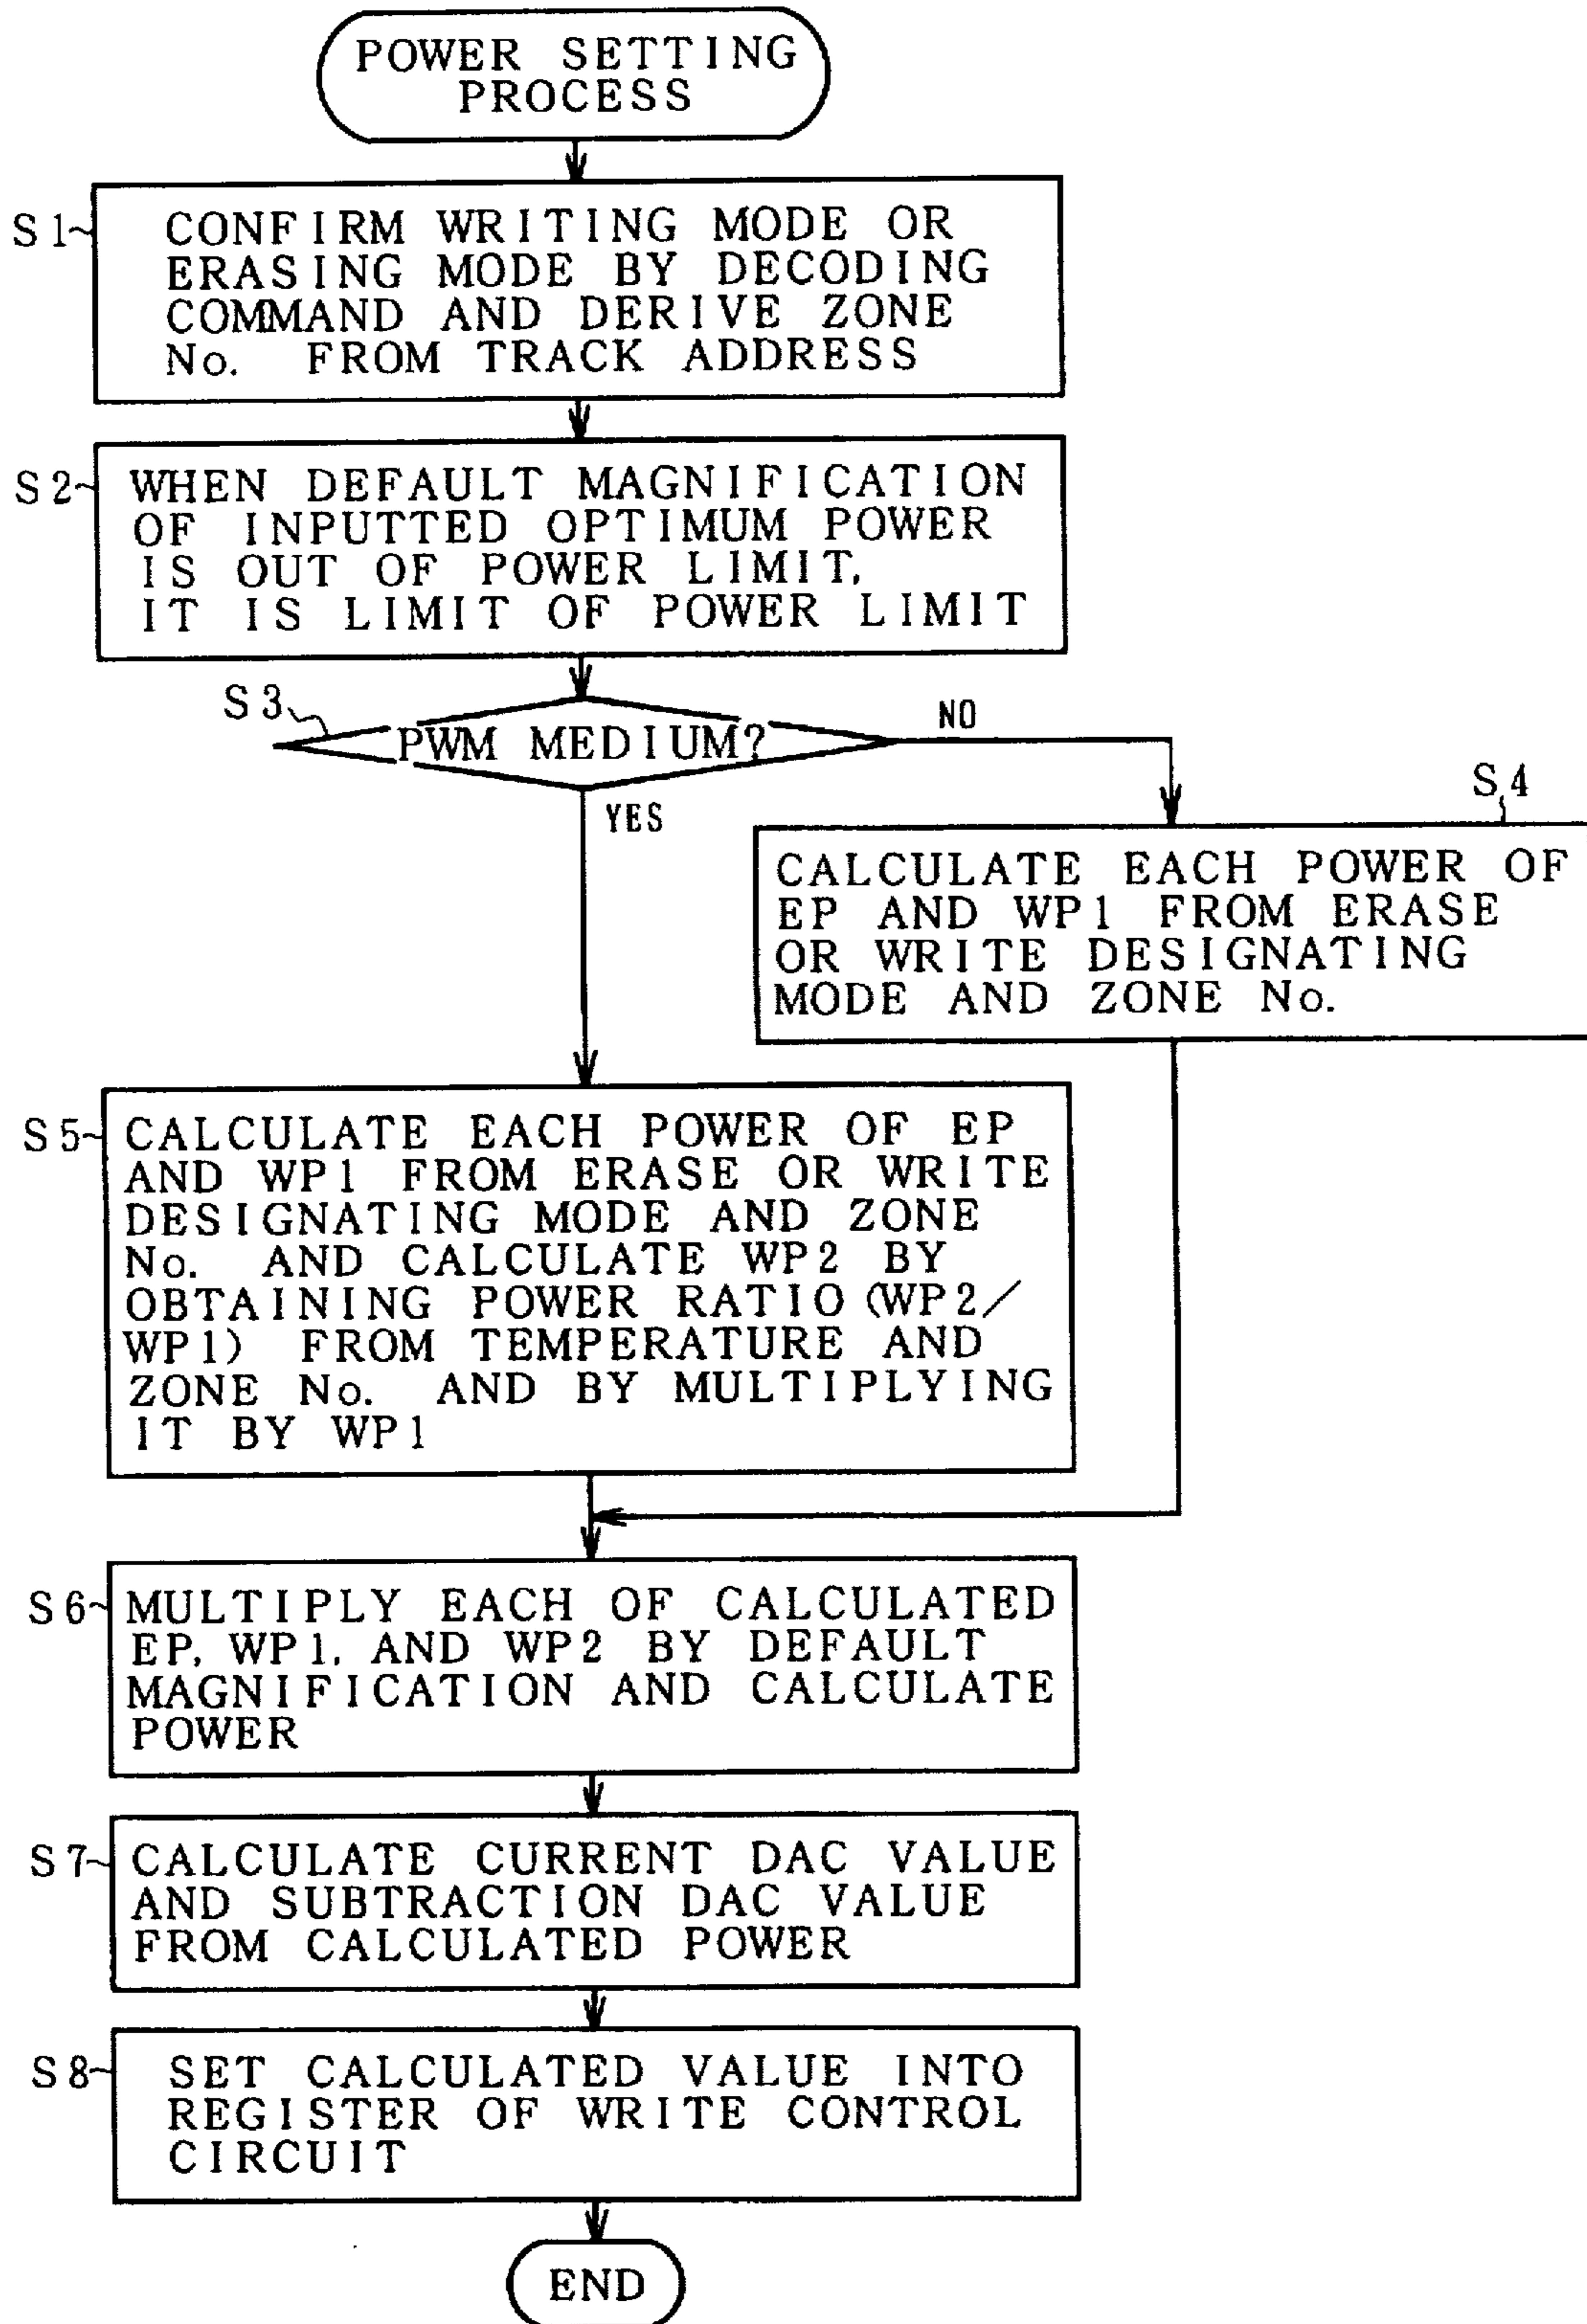 POWER SETTING
PROCESS
S1
CONFIRM WRITING MODE OR
ERASING MODE BY DECODING
COMMAND AND DERIVE ZONE
No. FROM TRACK ADDRESS
S2
WHEN DEFAULT MAGNIFICATION
OF INPUTTED OPTIMUM POWER
IS OUT OF POWER LIMIT,
IT IS LIMIT OF POWER LIMIT
S3
PWM MEDIUM?
NO
YES
S4
CALCULATE EACH POWER OF
EP AND WP1 FROM ERASE
OR WRITE DESIGNATING
MODE AND ZONE No.
S5
CALCULATE EACH POWER OF EP
AND WP1 FROM ERASE OR WRITE
DESIGNATING MODE AND ZONE
No. AND CALCULATE WP2 BY
OBTAINING POWER RATIO (WP2/
WP1) FROM TEMPERATURE AND
ZONE No. AND BY MULTIPLYING
IT BY WP1
S6
MULTIPLY EACH OF CALCULATED
EP, WP1, AND WP2 BY DEFAULT
MAGNIFICATION AND CALCULATE
POWER
S7
CALCULATE CURRENT DAC VALUE
AND SUBTRACTION DAC VALUE
FROM CALCULATED POWER
S8
SET CALCULATED VALUE INTO
REGISTER OF WRITE CONTROL
CIRCUIT
END